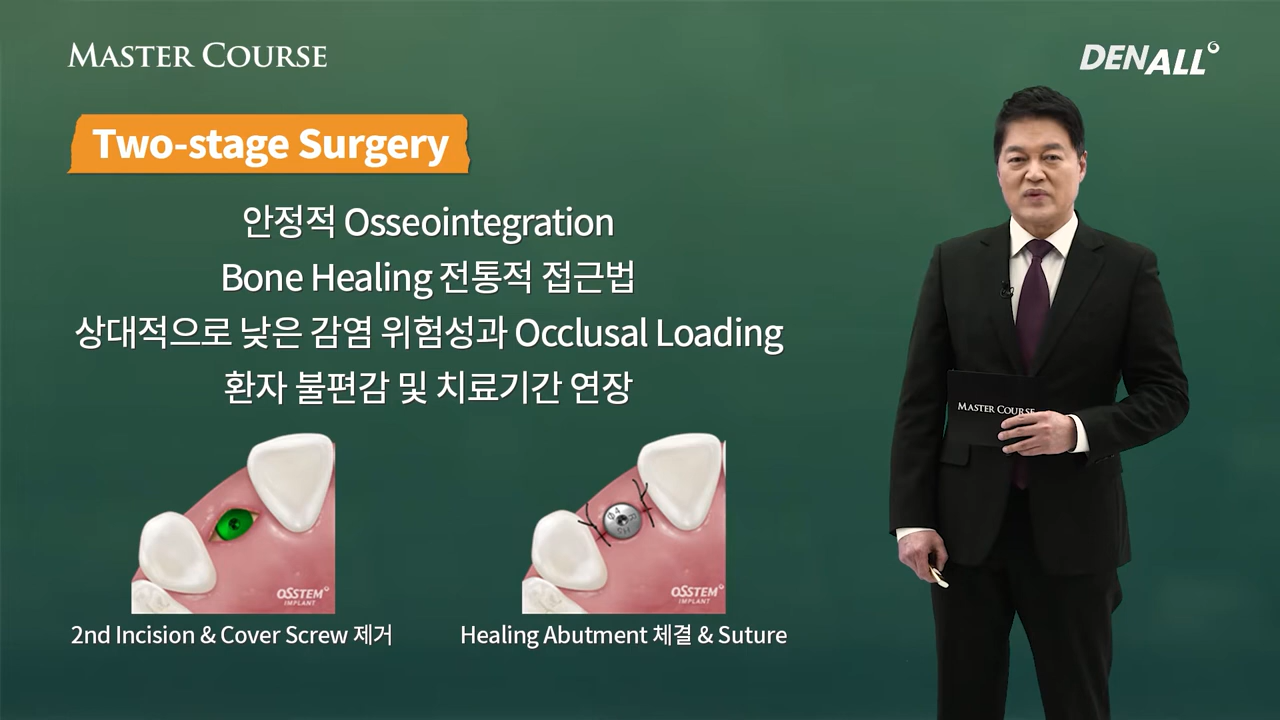 MASTER COURSE
DENALL
Two-stage Surgery
안정적 Osseointegration
Bone Healing 전통적 접근법
상대적으로 낮은 감염 위험성과 Occlusal Loading
환자 불편감 및 치료기간 연장
MASTER COURSE
OSSTEM
IMPLANT
Ø4
R
H5
OSSTEM
IMPLANT
2nd Incision & Cover Screw 제거
Healing Abutment 체결 & Suture